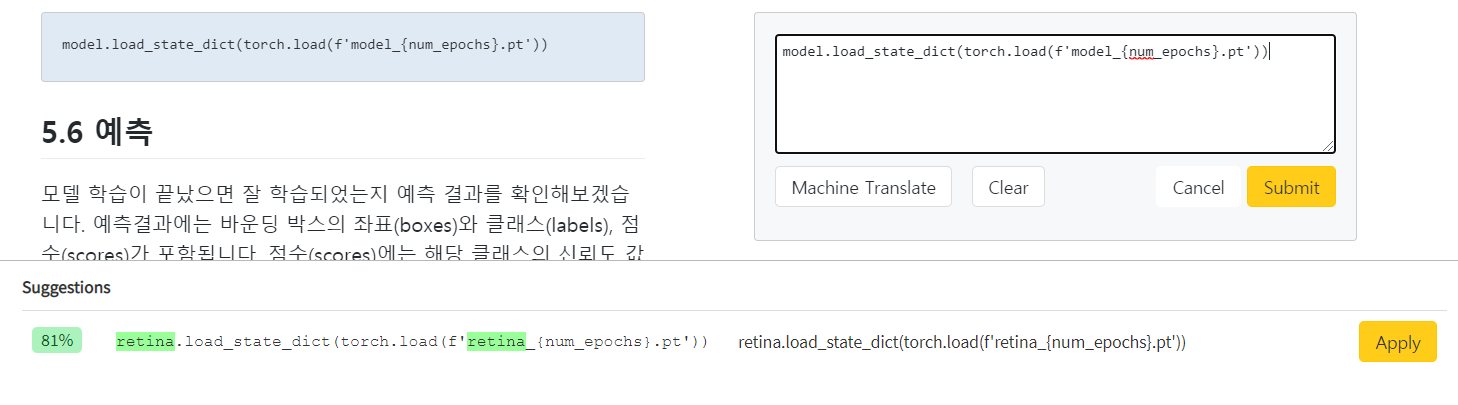 model.load_state_dict(torch.load(f'model_{num_epochs}.pt'))
5.6 예측
모델 학습이 끝났으면 잘 학습되었는지 예측 결과를 확인해보겠습
니다. 예측결과에는 바운딩 박스의 좌표(boxes)와 클래스(labels), 점
수(scores)가 포함됩니다. 점수(scores)에는 해당 클래스의 신뢰도 값
model.load_state_dict(torch.load(f'model_{num_epochs}.pt'))
Machine Translate
Clear
Cancel
Submit
Suggestions
81%
retina.load_state_dict(torch.load(f'retina_{num_epochs}.pt'))
retina.load_state_dict(torch.load(f'retina_{num_epochs}.pt'))
Apply